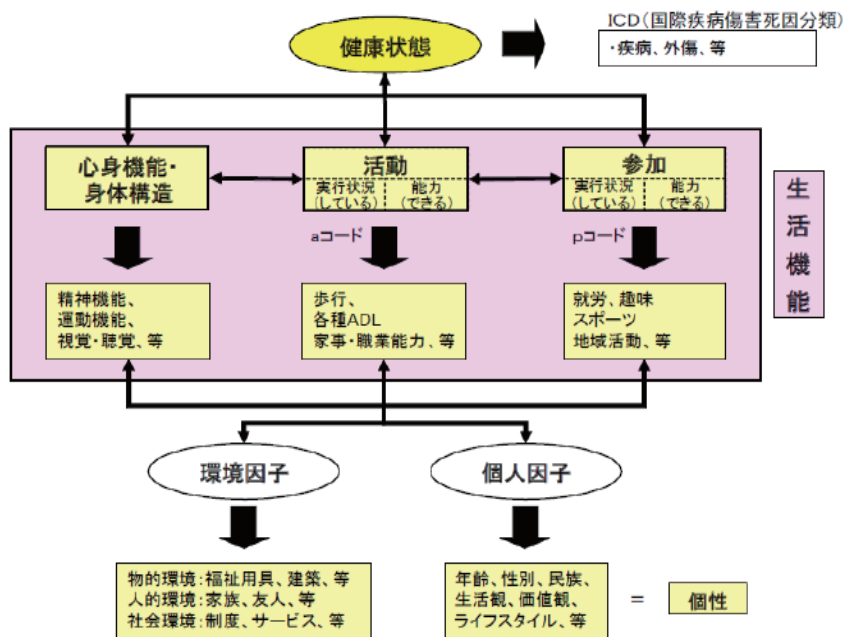 ICD(国際疾病傷害死因分類)
・疾病、外傷、等
健康状態
心身機能・
身体構造
活動
実行状況
(している)
能力
(できる)
参加
実行状況
(している)
能力
(できる)
生活機能
aコード
pコード
精神機能、
運動機能、
視覚・聴覚、等
歩行、
各種ADL
家事・職業能力、等
就労、趣味
スポーツ
地域活動、等
環境因子
個人因子
物的環境:福祉用具、建築、等
人的環境:家族、友人、等
社会環境:制度、サービス、等
年齢、性別、民族、
生活観、価値観、
ライフスタイル、等
=
個性